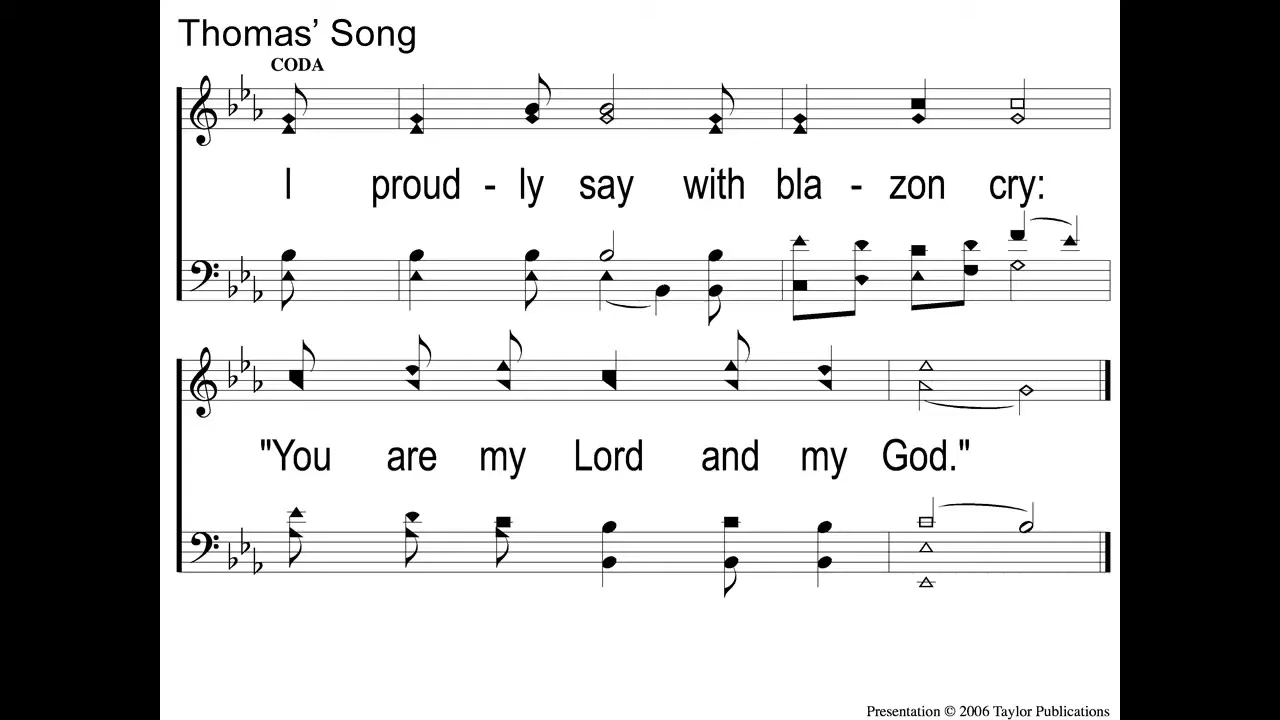 Thomas’ Song
CODA
I proud - ly say with bla - zon cry:
"You are my Lord and my God."
Presentation © 2006 Taylor Publications